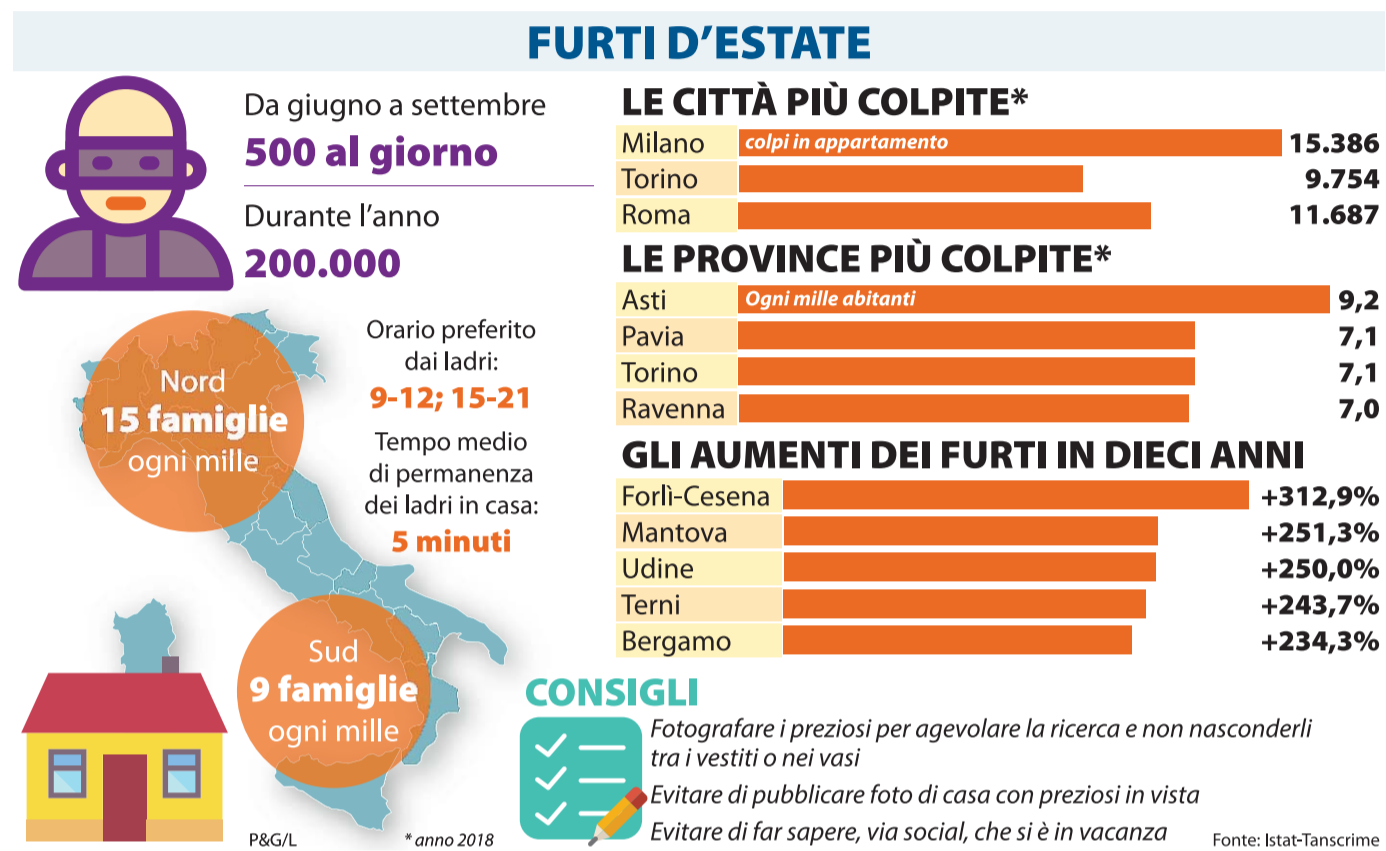 FURTI D'ESTATE
Da giugno a settembre
500 al giorno
Durante l'anno
200.000
Nord
15 famiglie
ogni mille
Orario preferito
dai ladri:
9-12; 15-21
Tempo medio
di permanenza
dei ladri in casa:
5 minuti
Sud
9 famiglie
ogni mille
P&G/L
* anno 2018
LE CITTÀ PIÙ COLPITE*
Milano colpi in appartamento 15.386
Torino 9.754
Roma 11.687
LE PROVINCE PIÙ COLPITE*
Asti Ogni mille abitanti 9,2
Pavia 7,1
Torino 7,1
Ravenna 7,0
GLI AUMENTI DEI FURTI IN DIECI ANNI
Forlì-Cesena +312,9%
Mantova +251,3%
Udine +250,0%
Terni +243,7%
Bergamo +234,3%
CONSIGLI
Fotografare i preziosi per agevolare la ricerca e non nasconderli
tra i vestiti o nei vasi
Evitare di pubblicare foto di casa con preziosi in vista
Evitare di far sapere, via social, che si è in vacanza
Fonte: Istat-Tanscrime